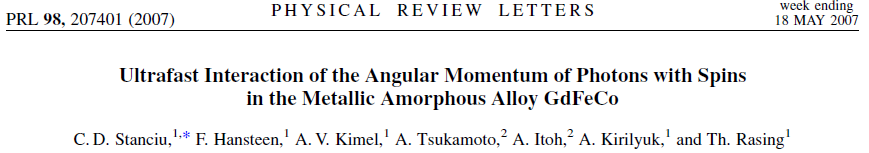 PRL 98, 207401 (2007)
PHYSICAL REVIEW LETTERS
week ending
18 MAY 2007
Ultrafast Interaction of the Angular Momentum of Photons with Spins
in the Metallic Amorphous Alloy GdFeCo
C. D. Stanciu,1,* F. Hansteen,1 A. V. Kimel,1 A. Tsukamoto,2 A. Itoh,2 A. Kirilyuk,1 and Th. Rasing1